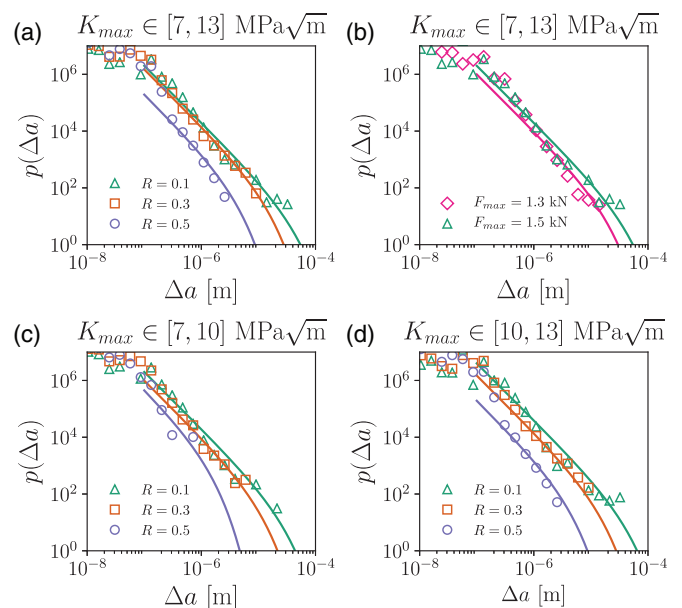 (a) K_max ∈ [7, 13] MPa√m
10^6
10^4
10^2
10^0
p(Δa)
R = 0.1
R = 0.3
R = 0.5
10^−8 10^−6 10^−4
Δa [m]
(b) K_max ∈ [7, 13] MPa√m
10^6
10^4
10^2
10^0
p(Δa)
F_max = 1.3 kN
F_max = 1.5 kN
10^−8 10^−6 10^−4
Δa [m]
(c) K_max ∈ [7, 10] MPa√m
10^6
10^4
10^2
10^0
p(Δa)
R = 0.1
R = 0.3
R = 0.5
10^−8 10^−6 10^−4
Δa [m]
(d) K_max ∈ [10, 13] MPa√m
10^6
10^4
10^2
10^0
p(Δa)
R = 0.1
R = 0.3
R = 0.5
10^−8 10^−6 10^−4
Δa [m]